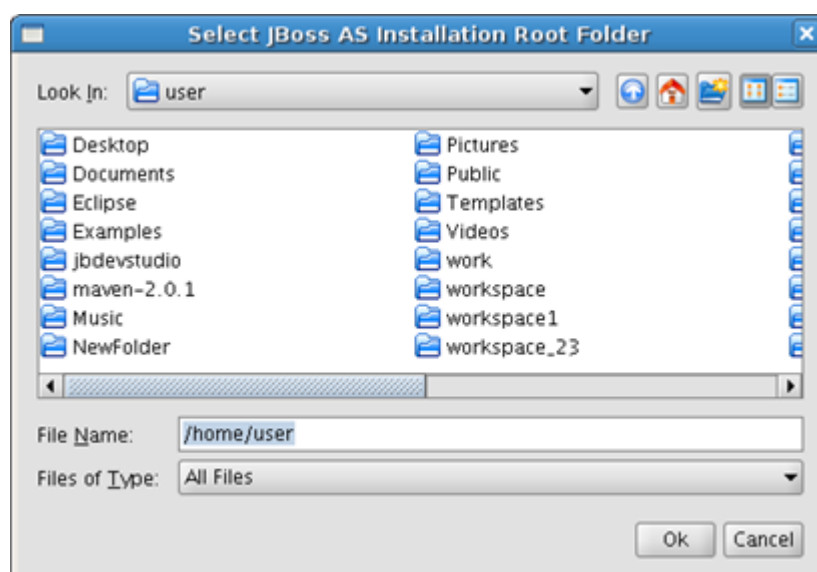 Select JBoss AS Installation Root Folder
Look In: user
Desktop
Documents
Eclipse
Examples
jbdevstudio
maven-2.0.1
Music
NewFolder
Pictures
Public
Templates
Videos
work
workspace
workspace1
workspace_23
File Name: /home/user
Files of Type: All Files
Ok Cancel